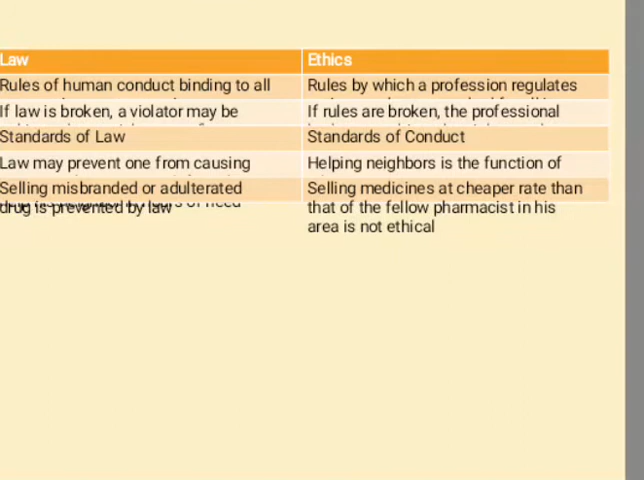 Law
Ethics
Rules of human conduct binding to all
Rules by which a profession regulates
If law is broken, a violator may be
If rules are broken, the professional
Standards of Law
Standards of Conduct
Law may prevent one from causing
Helping neighbors is the function of
Selling misbranded or adulterated
drug is prevented by law
Selling medicines at cheaper rate than
that of the fellow pharmacist in his
area is not ethical